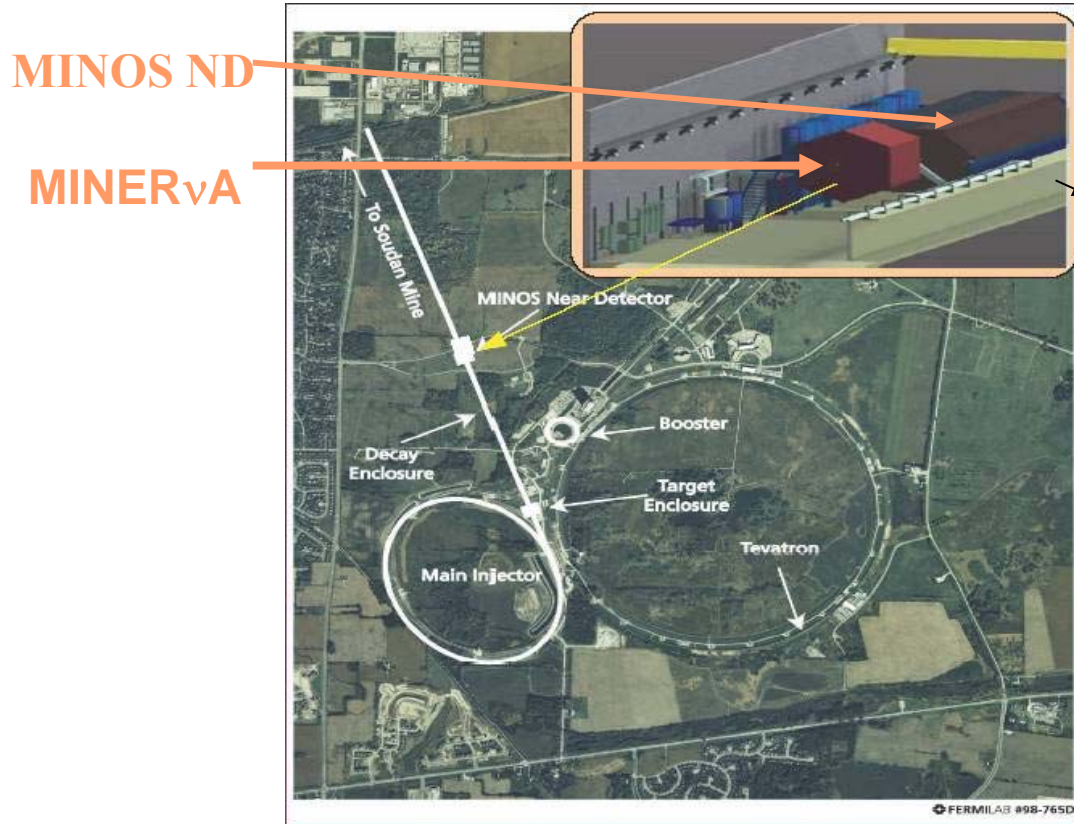 MINOS ND
MINERνA
To Soudan Mine
MINOS Near Detector
Booster
Decay
Enclosure
Target
Enclosure
Tevatron
Main Injector
FERMILAB #98-765D